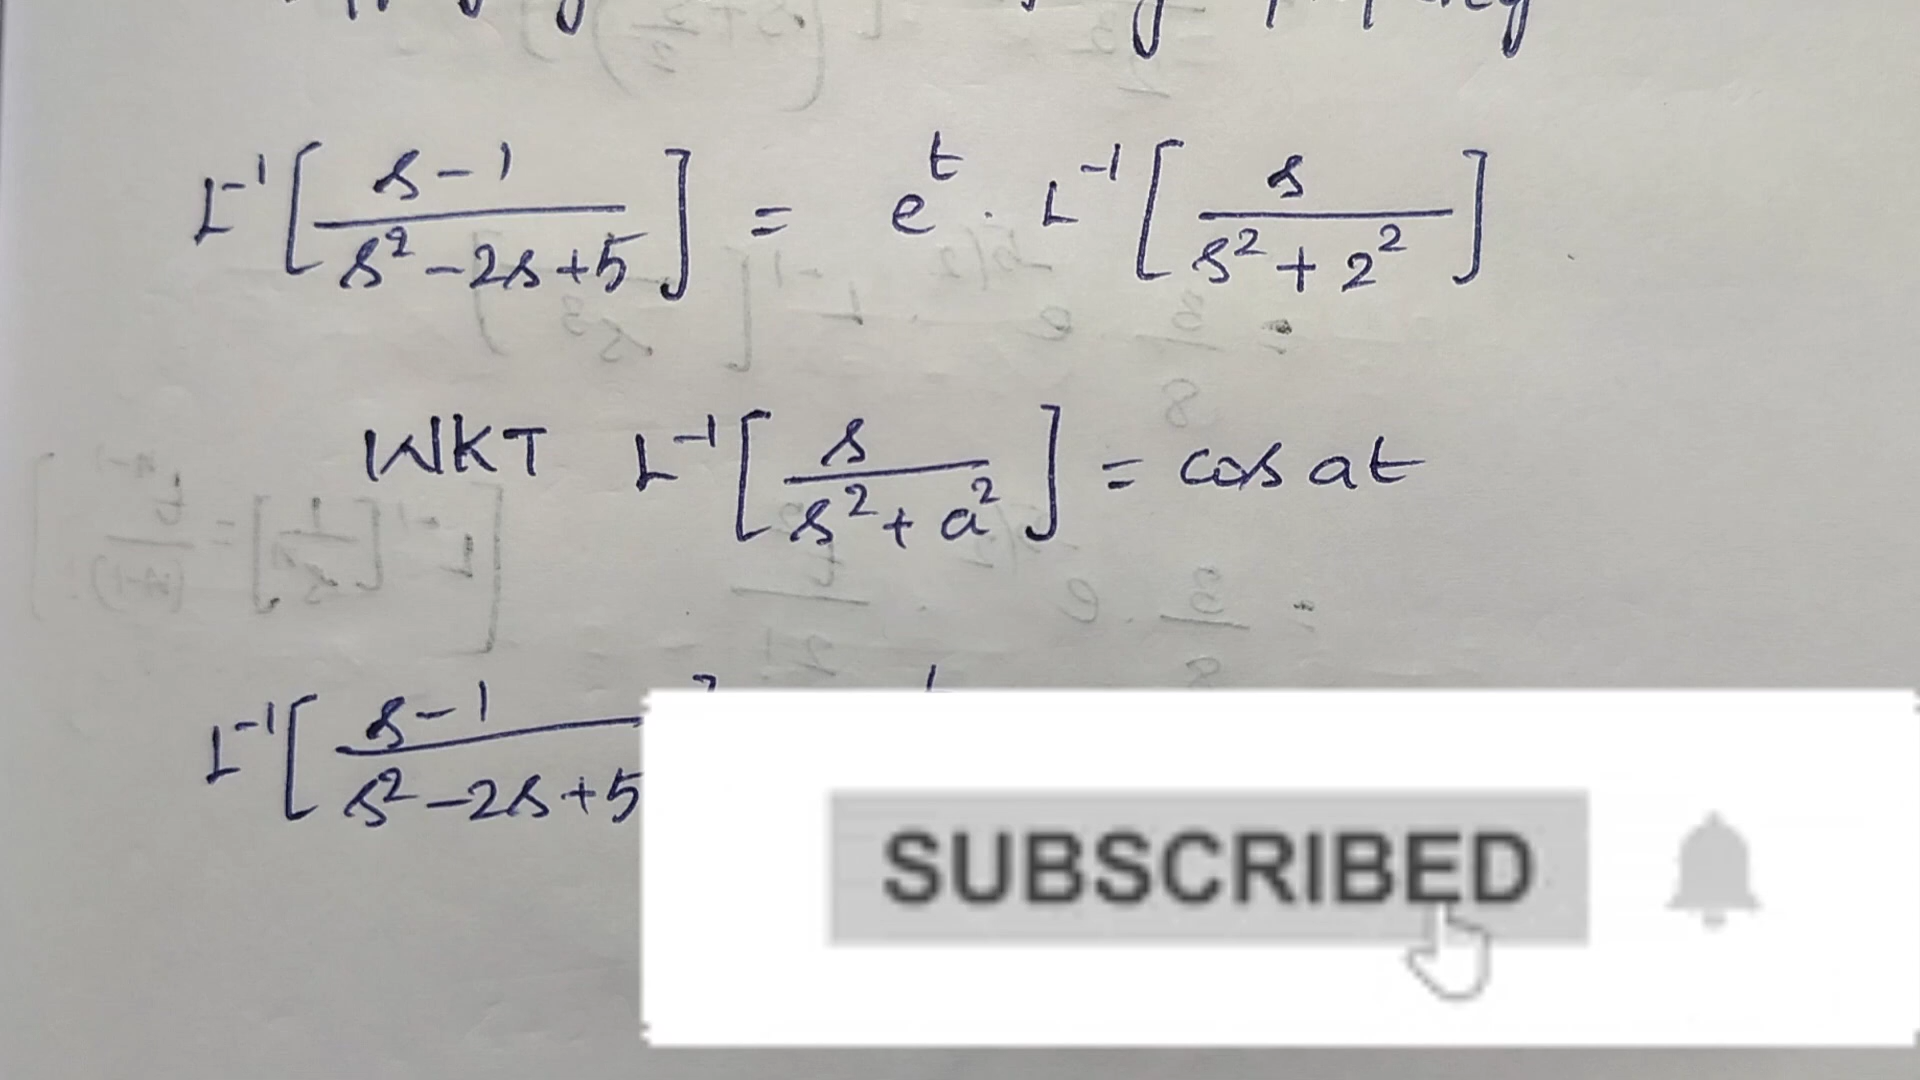 L⁻¹[(s-1)/(s²-2s+5)] = eᵗ. L⁻¹[s/(s²+2²)]
WKT L⁻¹[s/(s²+a²)] = cos at
L⁻¹[(s-1)/(s²-2s+5
SUBSCRIBED